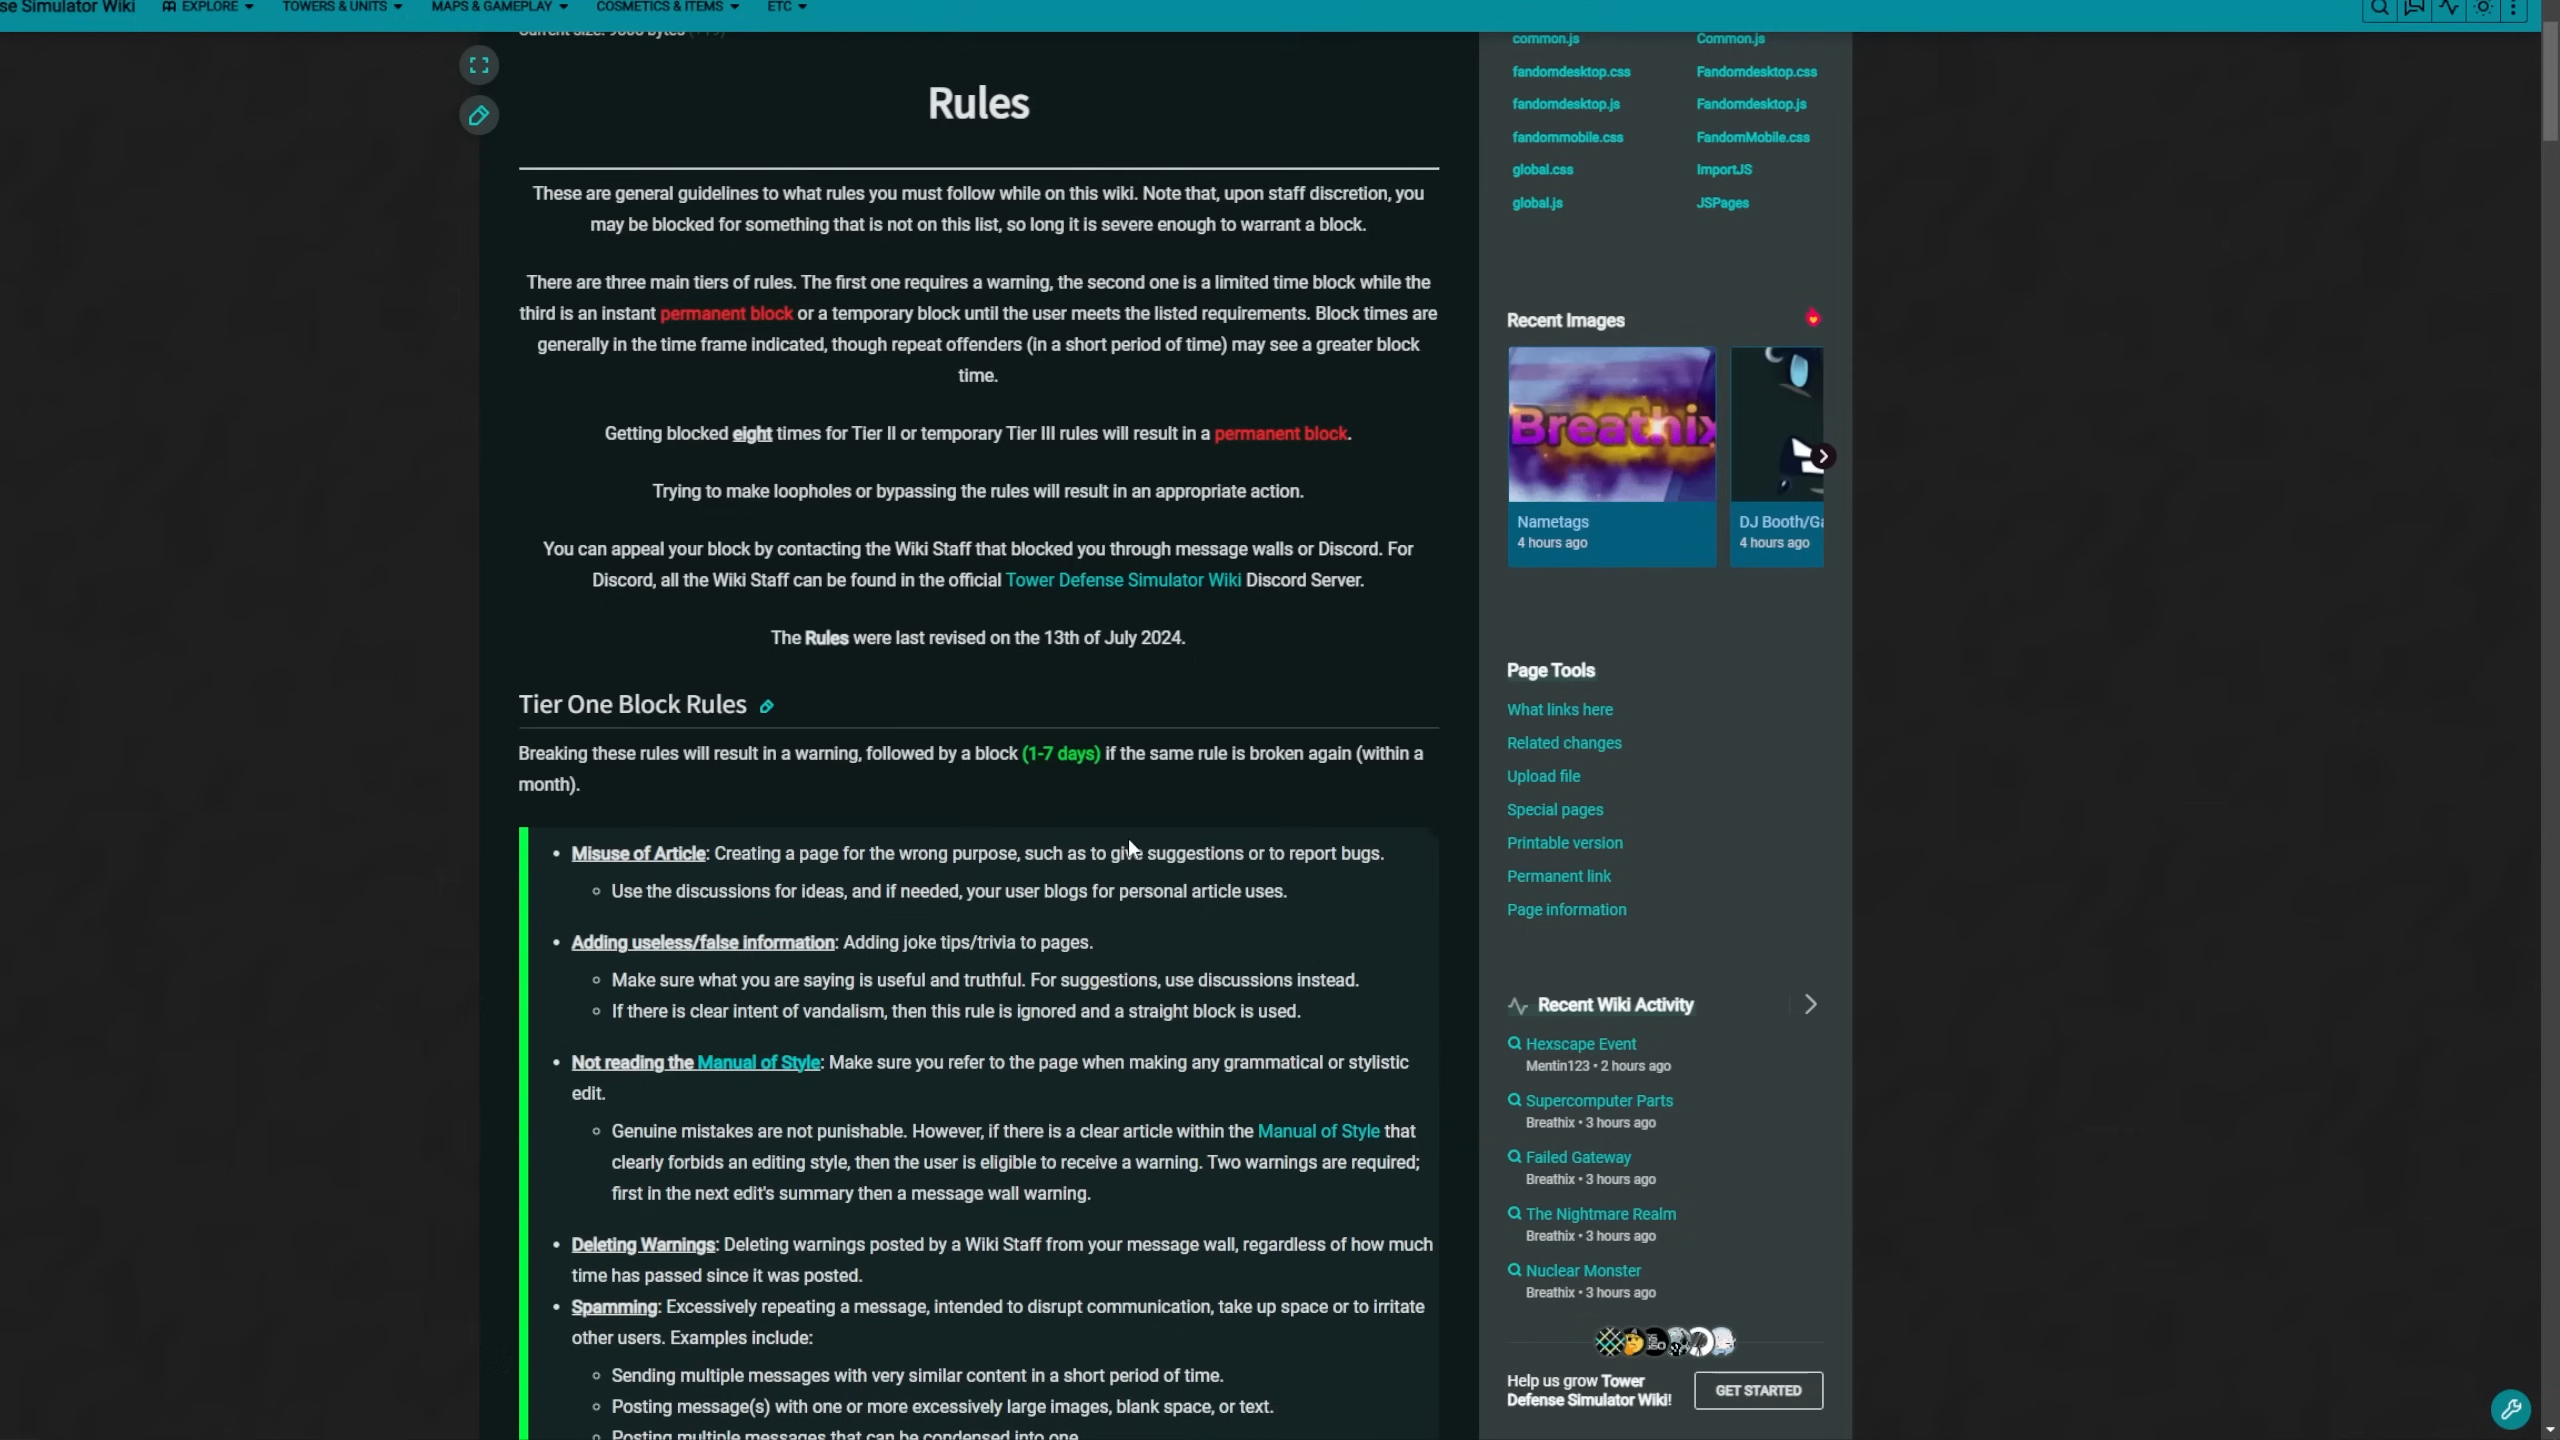 se Simulator Wiki
EXPLORE
TOWERS & UNITS
MAPS & GAMEPLAY
COSMETICS & ITEMS
ETC
Rules
These are general guidelines to what rules you must follow while on this wiki. Note that, upon staff discretion, you
may be blocked for something that is not on this list, so long it is severe enough to warrant a block.
There are three main tiers of rules. The first one requires a warning, the second one is a limited time block while the
third is an instant permanent block or a temporary block until the user meets the listed requirements. Block times are
generally in the time frame indicated, though repeat offenders (in a short period of time) may see a greater block
time.
Getting blocked eight times for Tier II or temporary Tier III rules will result in a permanent block.
Trying to make loopholes or bypassing the rules will result in an appropriate action.
You can appeal your block by contacting the Wiki Staff that blocked you through message walls or Discord. For
Discord, all the Wiki Staff can be found in the official Tower Defense Simulator Wiki Discord Server.
The Rules were last revised on the 13th of July 2024.
Tier One Block Rules
Breaking these rules will result in a warning, followed by a block (1-7 days) if the same rule is broken again (within a
month).
• Misuse of Article: Creating a page for the wrong purpose, such as to give suggestions or to report bugs.
Use the discussions for ideas, and if needed, your user blogs for personal article uses.
• Adding useless/false information: Adding joke tips/trivia to pages.
Make sure what you are saying is useful and truthful. For suggestions, use discussions instead.
If there is clear intent of vandalism, then this rule is ignored and a straight block is used.
• Not reading the Manual of Style: Make sure you refer to the page when making any grammatical or stylistic
edit.
Genuine mistakes are not punishable. However, if there is a clear article within the Manual of Style that
clearly forbids an editing style, then the user is eligible to receive a warning. Two warnings are required;
first in the next edit's summary then a message wall warning.
• Deleting Warnings: Deleting warnings posted by a Wiki Staff from your message wall, regardless of how much
time has passed since it was posted.
• Spamming: Excessively repeating a message, intended to disrupt communication, take up space or to irritate
other users. Examples include:
Sending multiple messages with very similar content in a short period of time.
Posting message(s) with one or more excessively large images, blank space, or text.
Posting multiple messages that can be condensed into one
common.js
Common.js
fandomdesktop.css
Fandomdesktop.css
fandomdesktop.js
Fandomdesktop.js
fandommobile.css
FandomMobile.css
global.css
ImportJS
global.js
JSPages
Recent Images
Breathix
Nametags
4 hours ago
DJ Booth/Ga
4 hours ago
Page Tools
What links here
Related changes
Upload file
Special pages
Printable version
Permanent link
Page information
Recent Wiki Activity
Hexscape Event
Mentin123 • 2 hours ago
Supercomputer Parts
Breathix • 3 hours ago
Failed Gateway
Breathix • 3 hours ago
The Nightmare Realm
Breathix • 3 hours ago
Nuclear Monster
Breathix • 3 hours ago
Help us grow Tower
Defense Simulator Wiki!
GET STARTED